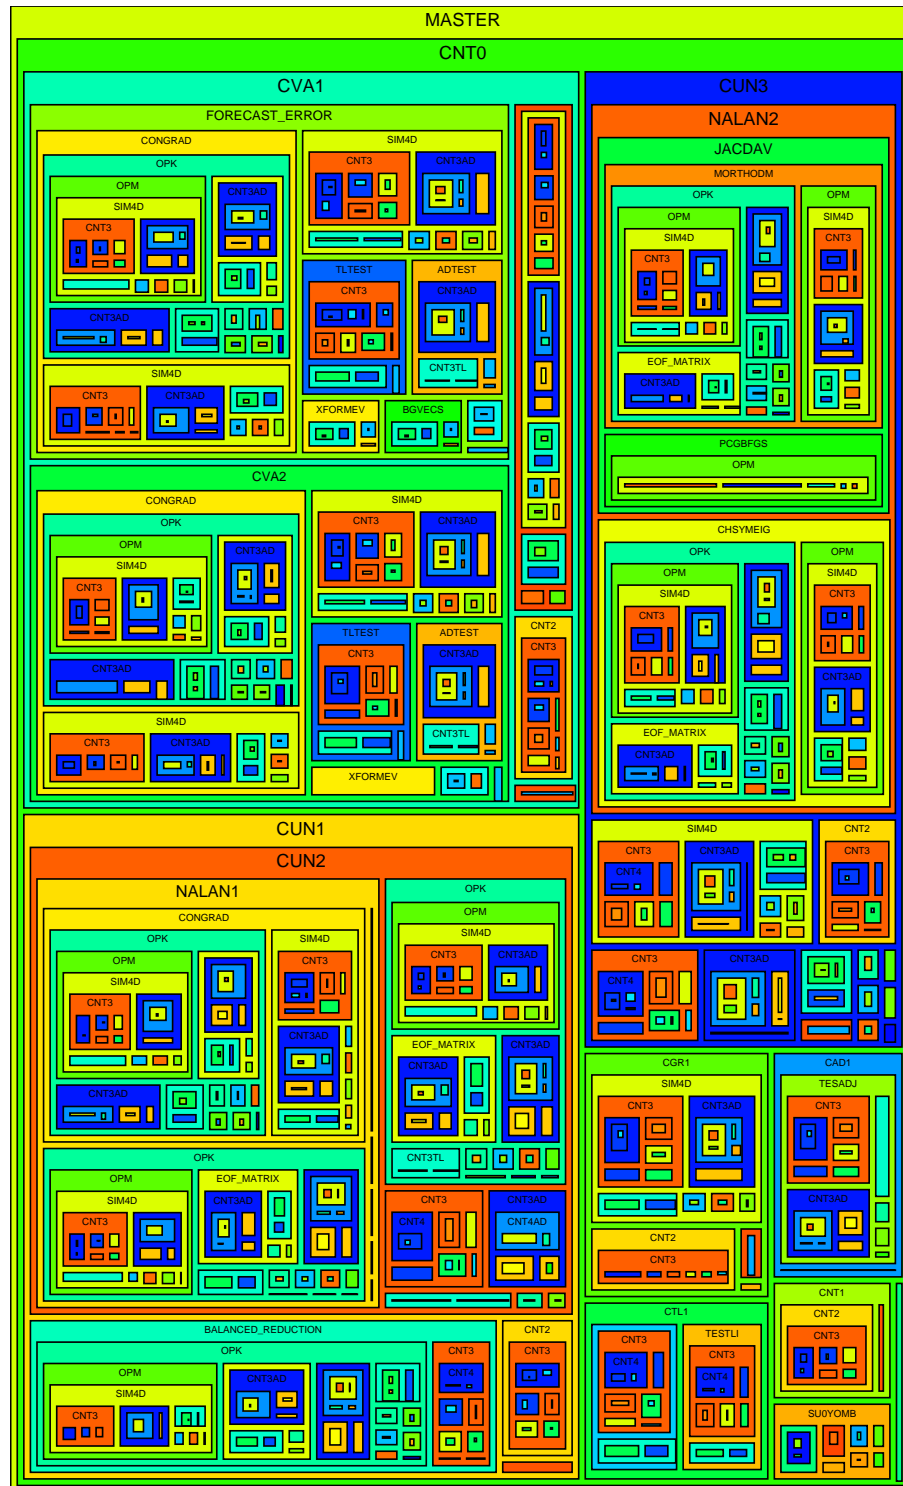 MASTER
CNT0
CVA1
FORECAST_ERROR
CONGRAD
OPK
OPM
SIM4D
CNT3
CNT3AD
CNT3AD
SIM4D
CNT3
CNT3AD
SIM4D
CNT3
CNT3AD
TLTEST
CNT3
ADTEST
CNT3AD
CNT3TL
XFORMEV
BGVECS
CVA2
CONGRAD
OPK
OPM
SIM4D
CNT3
CNT3AD
CNT3AD
SIM4D
CNT3
CNT3AD
SIM4D
CNT3
CNT3AD
TLTEST
CNT3
ADTEST
CNT3AD
CNT3TL
XFORMEV
CNT2
CNT3
CUN1
CUN2
NALAN1
CONGRAD
OPK
OPM
SIM4D
CNT3
CNT3AD
SIM4D
CNT3
CNT3AD
OPK
OPM
SIM4D
CNT3
EOF_MATRIX
CNT3AD
OPK
OPM
SIM4D
CNT3
CNT3AD
EOF_MATRIX
CNT3AD
CNT3AD
CNT3TL
CNT3
CNT4
CNT3AD
CNT4AD
BALANCED_REDUCTION
OPK
OPM
SIM4D
CNT3
CNT3AD
CNT3
CNT4
CNT2
CNT3
CUN3
NALAN2
JACDAV
MORTHODM
OPK
OPM
SIM4D
CNT3
EOF_MATRIX
CNT3AD
OPM
SIM4D
CNT3
PCGBFGS
OPM
CHSYMEIG
OPK
OPM
SIM4D
CNT3
EOF_MATRIX
CNT3AD
OPM
SIM4D
CNT3
CNT3AD
SIM4D
CNT3
CNT4
CNT3AD
CNT2
CNT3
CNT3
CNT4
CNT3AD
CGR1
SIM4D
CNT3
CNT3AD
CNT2
CNT3
CAD1
TESADJ
CNT3
CNT3AD
CTL1
CNT3
CNT4
TESTLI
CNT3
CNT4
CNT1
CNT2
CNT3
SU0YOMB